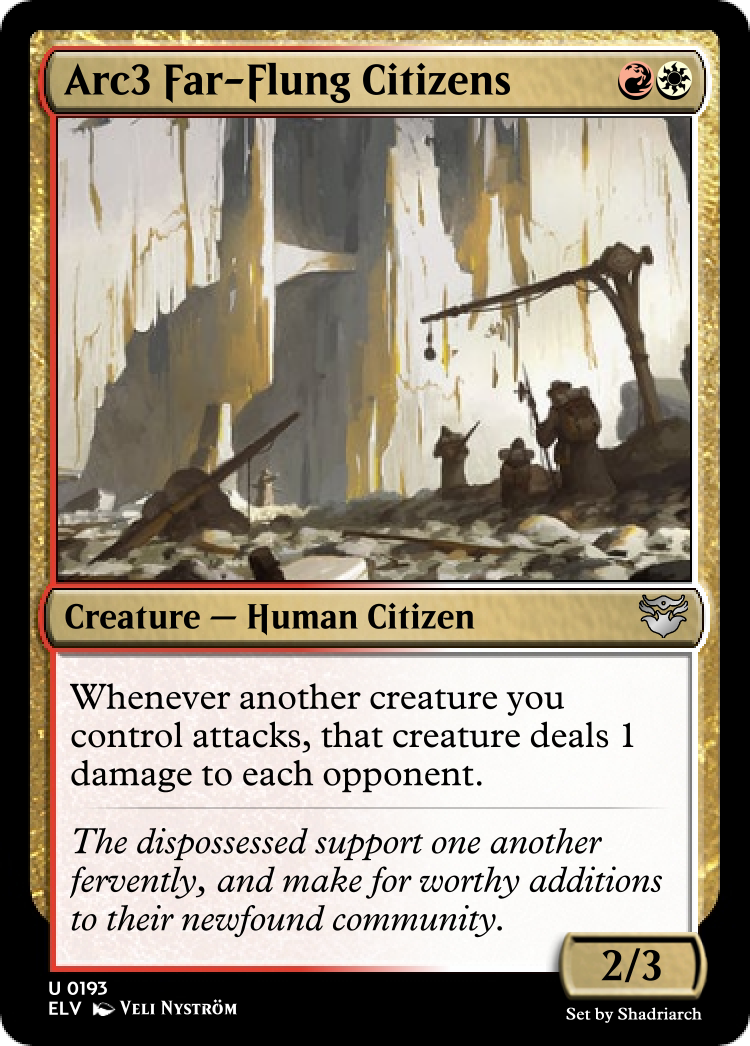 Arc3 Far-Flung Citizens
Creature — Human Citizen
Whenever another creature you
control attacks, that creature deals 1
damage to each opponent.
The dispossessed support one another
fervently, and make for worthy additions
to their newfound community.
2/3
U 0193
ELV VELI NYSTRÖM
Set by Shadriarch